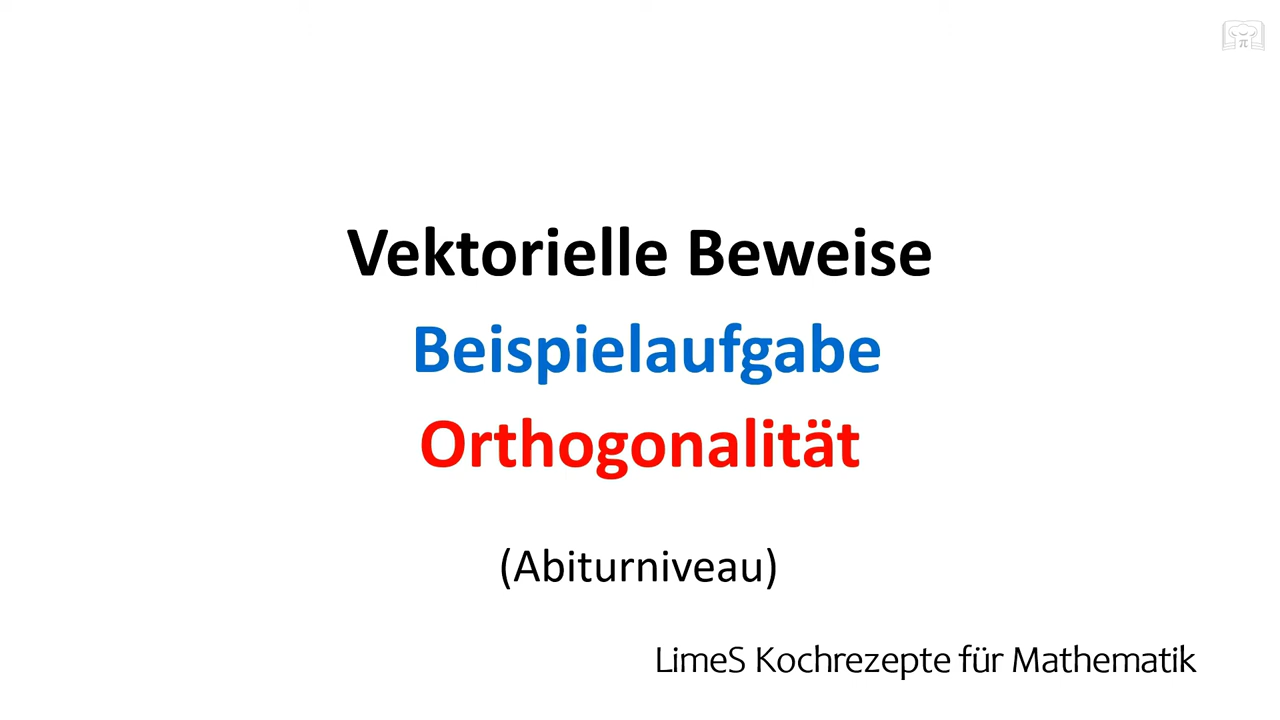 Vektorielle Beweise
Beispielaufgabe
Orthogonalität
(Abiturniveau)
LimeS Kochrezepte für Mathematik
π